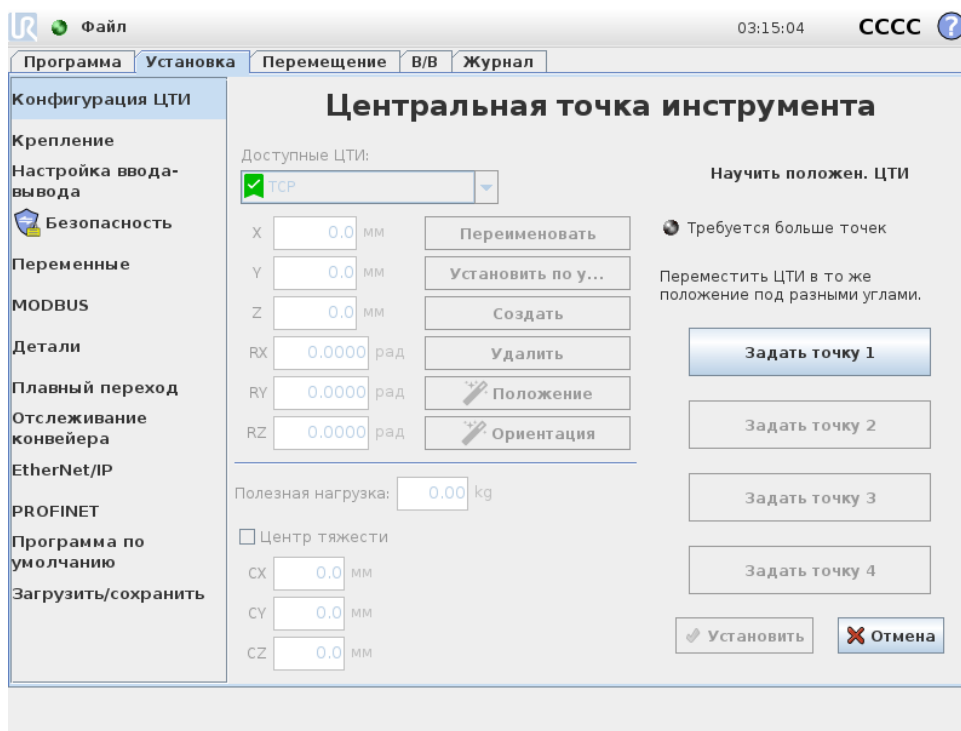 Файл
03:15:04
CCCC
?
Программа
Установка
Перемещение
В/В
Журнал
Конфигурация ЦТИ
Крепление
Настройка ввода-
вывода
Безопасность
Переменные
MODBUS
Детали
Плавный переход
Отслеживание
конвейера
EtherNet/IP
PROFINET
Программа по
умолчанию
Загрузить/сохранить
Центральная точка инструмента
Доступные ЦТИ:
TCP
X 0.0 мм
Переименовать
Y 0.0 мм
Установить по у...
Z 0.0 мм
Создать
RX 0.0000 рад
Удалить
RY 0.0000 рад
Положение
RZ 0.0000 рад
Ориентация
Полезная нагрузка: 0.00 kg
Центр тяжести
CX 0.0 мм
CY 0.0 мм
CZ 0.0 мм
Научить положен. ЦТИ
Требуется больше точек
Переместить ЦТИ в то же
положение под разными углами.
Задать точку 1
Задать точку 2
Задать точку 3
Задать точку 4
Установить
Отмена